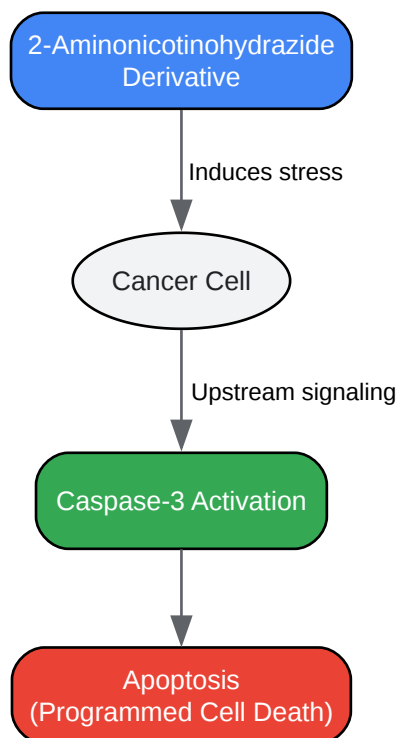 2-Aminonicotinohydrazide
Derivative
Induces stress
Cancer Cell
Upstream signaling
Caspase-3 Activation
Apoptosis
(Programmed Cell Death)